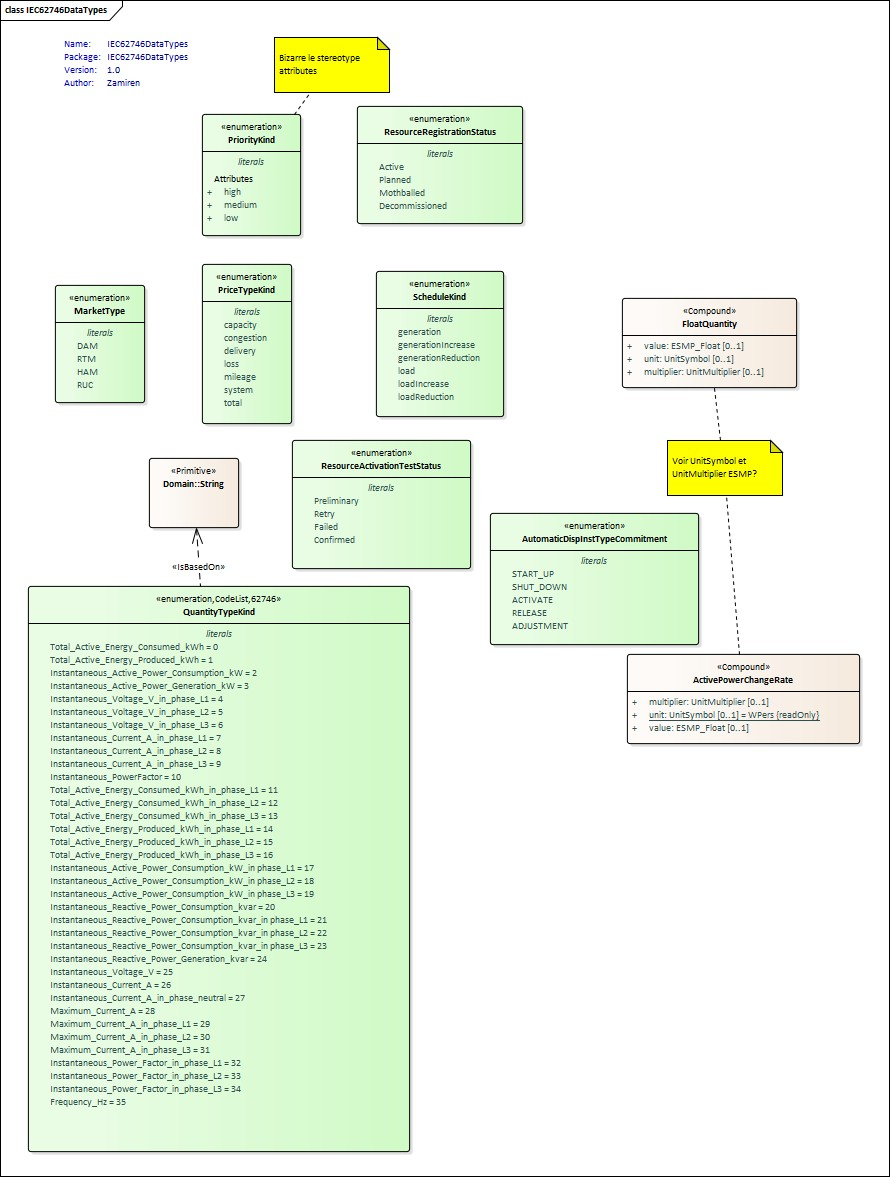 class IEC62746DataTypes
Name: IEC62746DataTypes
Package: IEC62746DataTypes
Version: 1.0
Author: Zamiren
Bizarre le stereotype
attributes
«enumeration»
PriorityKind
literals
Attributes
+ high
+ medium
+ low
«enumeration»
ResourceRegistrationStatus
literals
Active
Planned
Mothballed
Decommissioned
«enumeration»
MarketType
literals
DAM
RTM
HAM
RUC
«enumeration»
PriceTypeKind
literals
capacity
congestion
delivery
loss
mileage
system
total
«enumeration»
ScheduleKind
literals
generation
generationIncrease
generationReduction
load
loadIncrease
loadReduction
«Compound»
FloatQuantity
+ value: ESMP_Float [0..1]
+ unit: UnitSymbol [0..1]
+ multiplier: UnitMultiplier [0..1]
«Primitive»
Domain::String
«enumeration»
ResourceActivationTestStatus
literals
Preliminary
Retry
Failed
Confirmed
Voir UnitSymbol et
UnitMultiplier ESMP?
«enumeration»
AutomaticDispInstTypeCommitment
literals
START_UP
SHUT_DOWN
ACTIVATE
RELEASE
ADJUSTMENT
«IsBasedOn»
«enumeration,CodeList,62746»
QuantityTypeKind
literals
Total_Active_Energy_Consumed_kWh = 0
Total_Active_Energy_Produced_kWh = 1
Instantaneous_Active_Power_Consumption_kW = 2
Instantaneous_Active_Power_Generation_kW = 3
Instantaneous_Voltage_V_in_phase_L1 = 4
Instantaneous_Voltage_V_in_phase_L2 = 5
Instantaneous_Voltage_V_in_phase_L3 = 6
Instantaneous_Current_A_in_phase_L1 = 7
Instantaneous_Current_A_in_phase_L2 = 8
Instantaneous_Current_A_in_phase_L3 = 9
Instantaneous_PowerFactor = 10
Total_Active_Energy_Consumed_kWh_in_phase_L1 = 11
Total_Active_Energy_Consumed_kWh_in_phase_L2 = 12
Total_Active_Energy_Consumed_kWh_in_phase_L3 = 13
Total_Active_Energy_Produced_kWh_in_phase_L1 = 14
Total_Active_Energy_Produced_kWh_in_phase_L2 = 15
Total_Active_Energy_Produced_kWh_in_phase_L3 = 16
Instantaneous_Active_Power_Consumption_kW_in phase_L1 = 17
Instantaneous_Active_Power_Consumption_kW_in phase_L2 = 18
Instantaneous_Active_Power_Consumption_kW_in phase_L3 = 19
Instantaneous_Reactive_Power_Consumption_kvar = 20
Instantaneous_Reactive_Power_Consumption_kvar_in phase_L1 = 21
Instantaneous_Reactive_Power_Consumption_kvar_in phase_L2 = 22
Instantaneous_Reactive_Power_Consumption_kvar_in phase_L3 = 23
Instantaneous_Reactive_Power_Generation_kvar = 24
Instantaneous_Voltage_V = 25
Instantaneous_Current_A = 26
Instantaneous_Current_A_in_phase_neutral = 27
Maximum_Current_A = 28
Maximum_Current_A_in_phase_L1 = 29
Maximum_Current_A_in_phase_L2 = 30
Maximum_Current_A_in_phase_L3 = 31
Instantaneous_Power_Factor_in_phase_L1 = 32
Instantaneous_Power_Factor_in_phase_L2 = 33
Instantaneous_Power_Factor_in_phase_L3 = 34
Frequency_Hz = 35
«Compound»
ActivePowerChangeRate
+ multiplier: UnitMultiplier [0..1]
+ unit: UnitSymbol [0..1] = WPers {readOnly}
+ value: ESMP_Float [0..1]